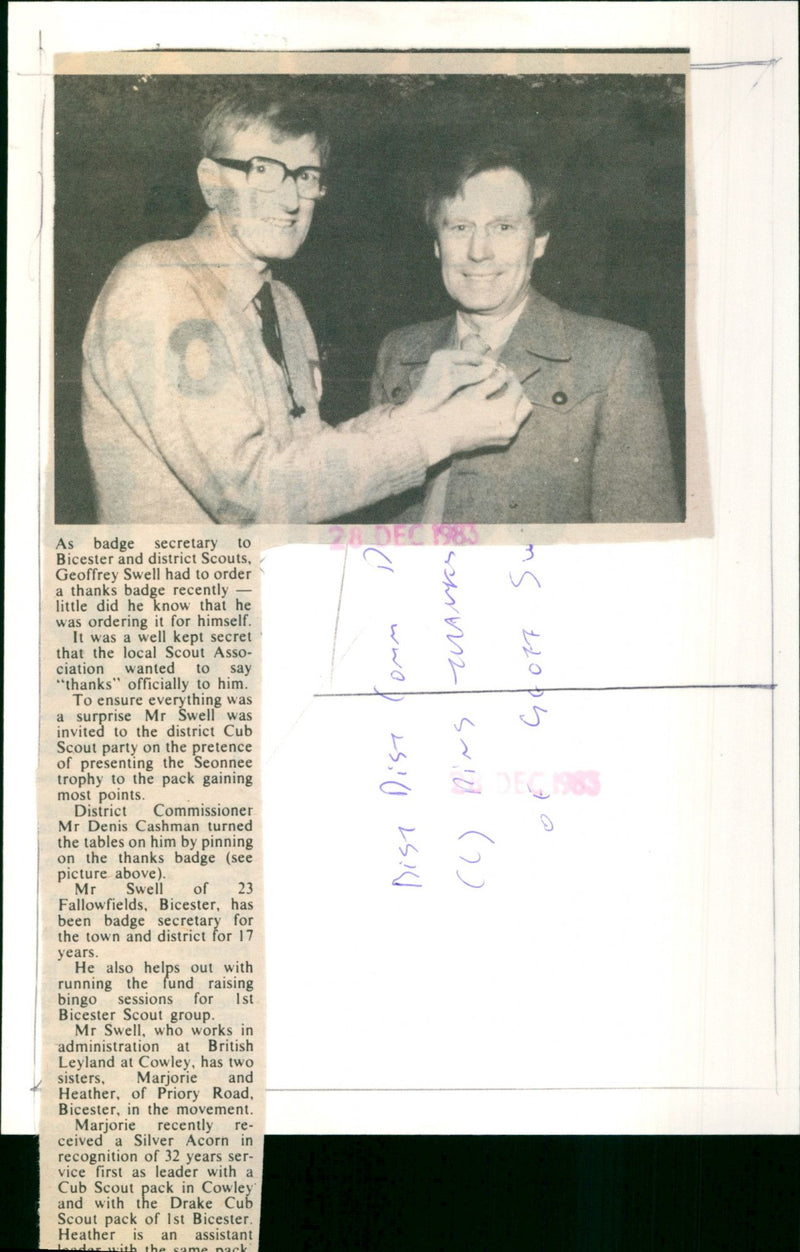 28 DEC 1983
As badge secretary to
Bicester and district Scouts,
Geoffrey Swell had to order
a thanks badge recently —
little did he know that he
was ordering it for himself.
It was a well kept secret
that the local Scout Asso-
ciation wanted to say
“thanks” officially to him.
To ensure everything was
a surprise Mr Swell was
invited to the district Cub
Scout party on the pretence
of presenting the Seonnee
trophy to the pack gaining
most points.
District Commissioner
Mr Denis Cashman turned
the tables on him by pinning
on the thanks badge (see
picture above).
Mr Swell of 23
Fallowfields, Bicester, has
been badge secretary for
the town and district for 17
years.
He also helps out with
running the fund raising
bingo sessions for 1st
Bicester Scout group.
Mr Swell, who works in
administration at British
Leyland at Cowley, has two
sisters, Marjorie and
Heather, of Priory Road,
Bicester, in the movement.
Marjorie recently re-
ceived a Silver Acorn in
recognition of 32 years ser-
vice first as leader with a
Cub Scout pack in Cowley
and with the Drake Cub
Scout pack of 1st Bicester.
Heather is an assistant
leader with the same pack.
Dist Comm D
(L) Pins THANKS
Geoff Sw
28 DEC 1983